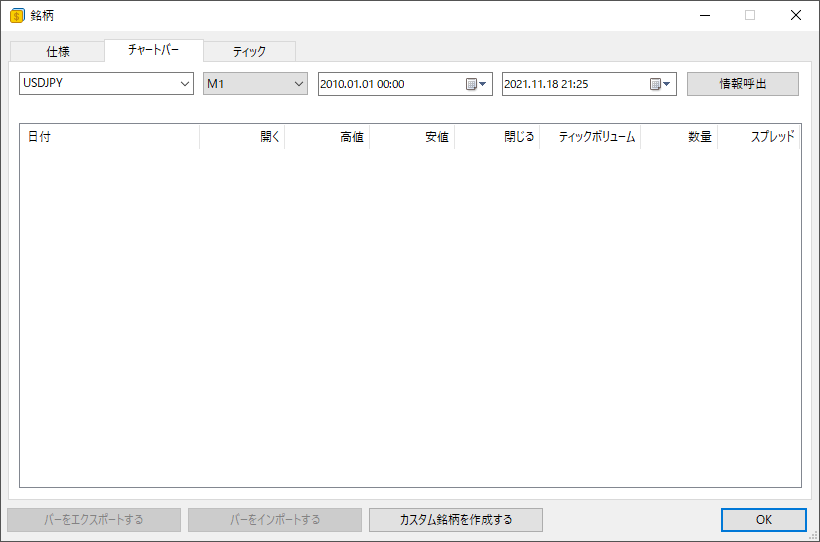 銘柄
仕様 チャートバー ティック
USDJPY M1 2010.01.01 00:00 2021.11.18 21:25 情報呼出
日付 開く 高値 安値 閉じる ティックボリューム 数量 スプレッド
バーをエクスポートする バーをインポートする カスタム銘柄を作成する OK